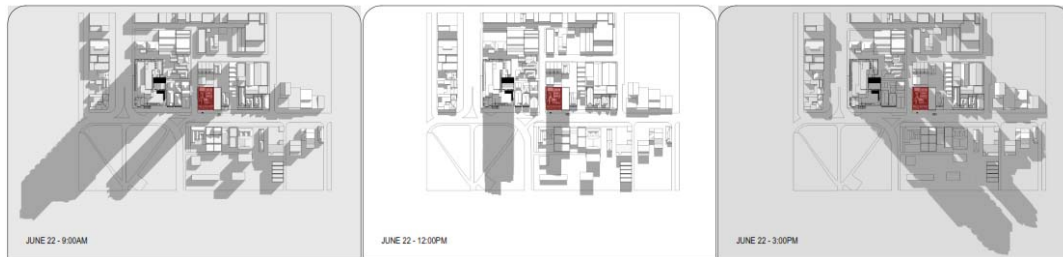 JUNE 22 - 9:00AM
JUNE 22 - 12:00PM
JUNE 22 - 3:00PM